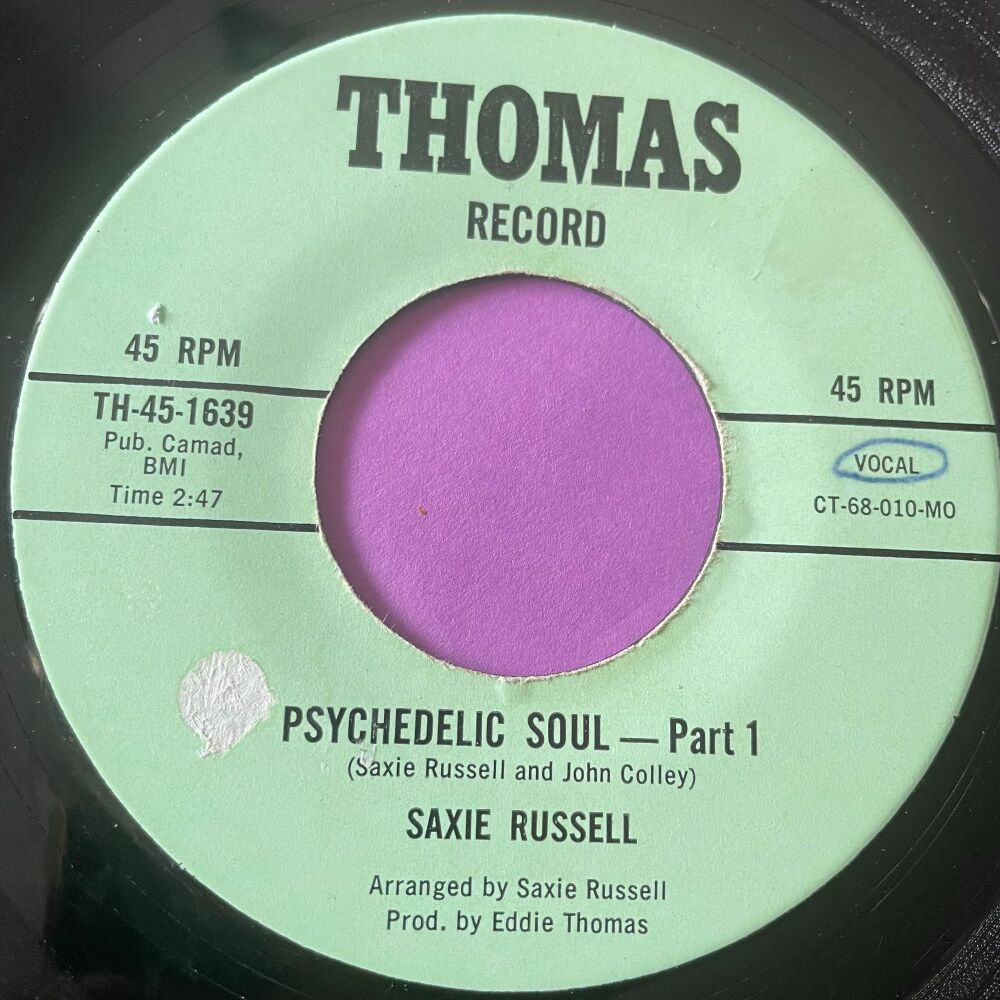 THOMAS
RECORD
45 RPM
TH-45-1639
Pub. Camad,
BMI
Time 2:47
45 RPM
VOCAL
CT-68-010-MO
PSYCHEDELIC SOUL — Part 1
(Saxie Russell and John Colley)
SAXIE RUSSELL
Arranged by Saxie Russell
Prod. by Eddie Thomas